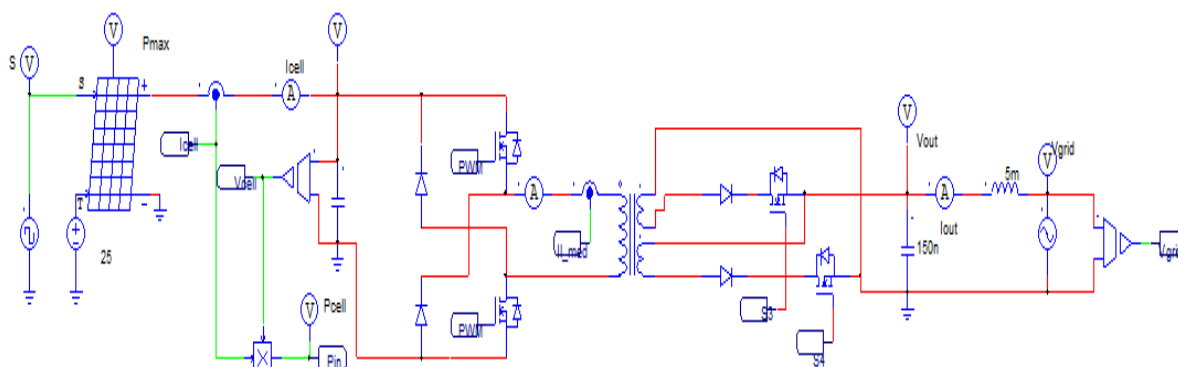 V
V
V
Pmax
S
S
+
Icell
A
Icell
Vcell
T
-
25
PWM
A
Il_med
PWM
Pcell
V
Pin
S3
S4
V
Vout
A
Iout
150n
5m
Vgrid
V
Vgrid